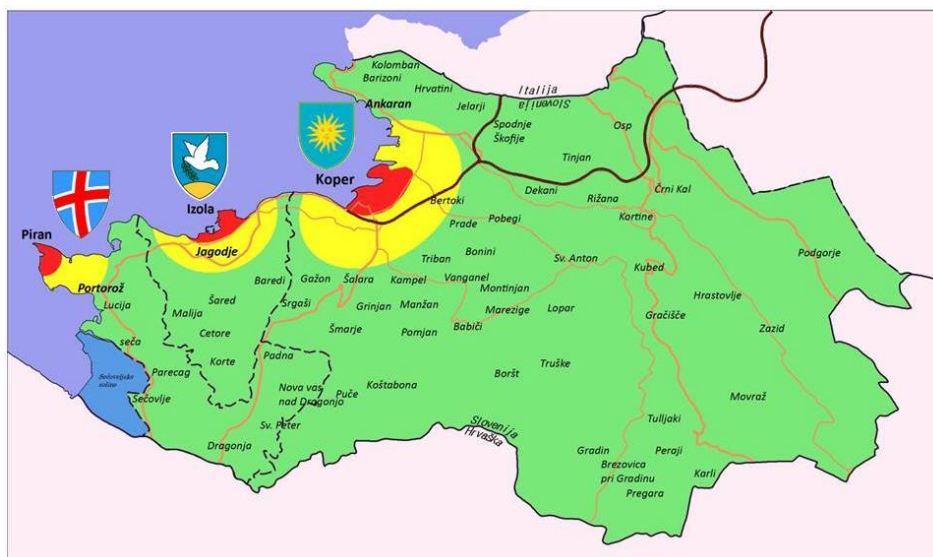 Kolomban
Barizoni
Hrvatini
Italija
Slovenija
Ankaran
Jelarji
Spodnje
Škofije
Osp
Tinjan
Koper
Izola
Piran
Dekani
Rižana
Črni Kal
Bertoki
Kortine
Prade
Pobegi
Jagodje
Triban
Bonini
Sv. Anton
Podgorje
Kubed
Portorož
Baredi
Gažon
Šalara
Kampel
Vanganel
Montinjan
Hrastovlje
Lucija
Malija
Šared
Srgaši
Grinjan
Manžan
Marezige
Lopar
Gračišče
Cetore
Šmarje
Pomjan
Babiči
Zazid
seča
Korte
Padna
Parecag
Boršt
Truške
Sečoveljske
soline
Sečovlje
Nova vas
nad Dragonjo
Puče
Koštabona
Movraž
Sv. Peter
Tulljaki
Dragonja
Slovenija
Hrvaška
Gradin
Peraji
Brezovica
pri Gradinu
Karli
Pregara